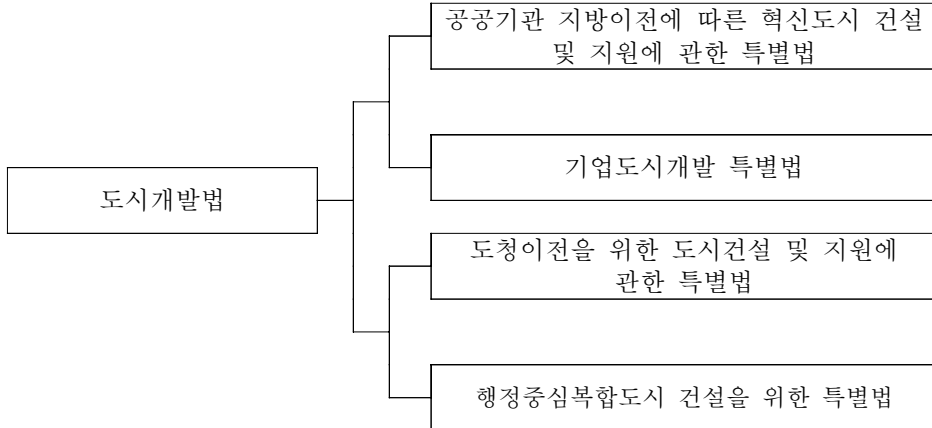 공공기관 지방이전에 따른 혁신도시 건설
및 지원에 관한 특별법
기업도시개발 특별법
도시개발법
도청이전을 위한 도시건설 및 지원에
관한 특별법
행정중심복합도시 건설을 위한 특별법